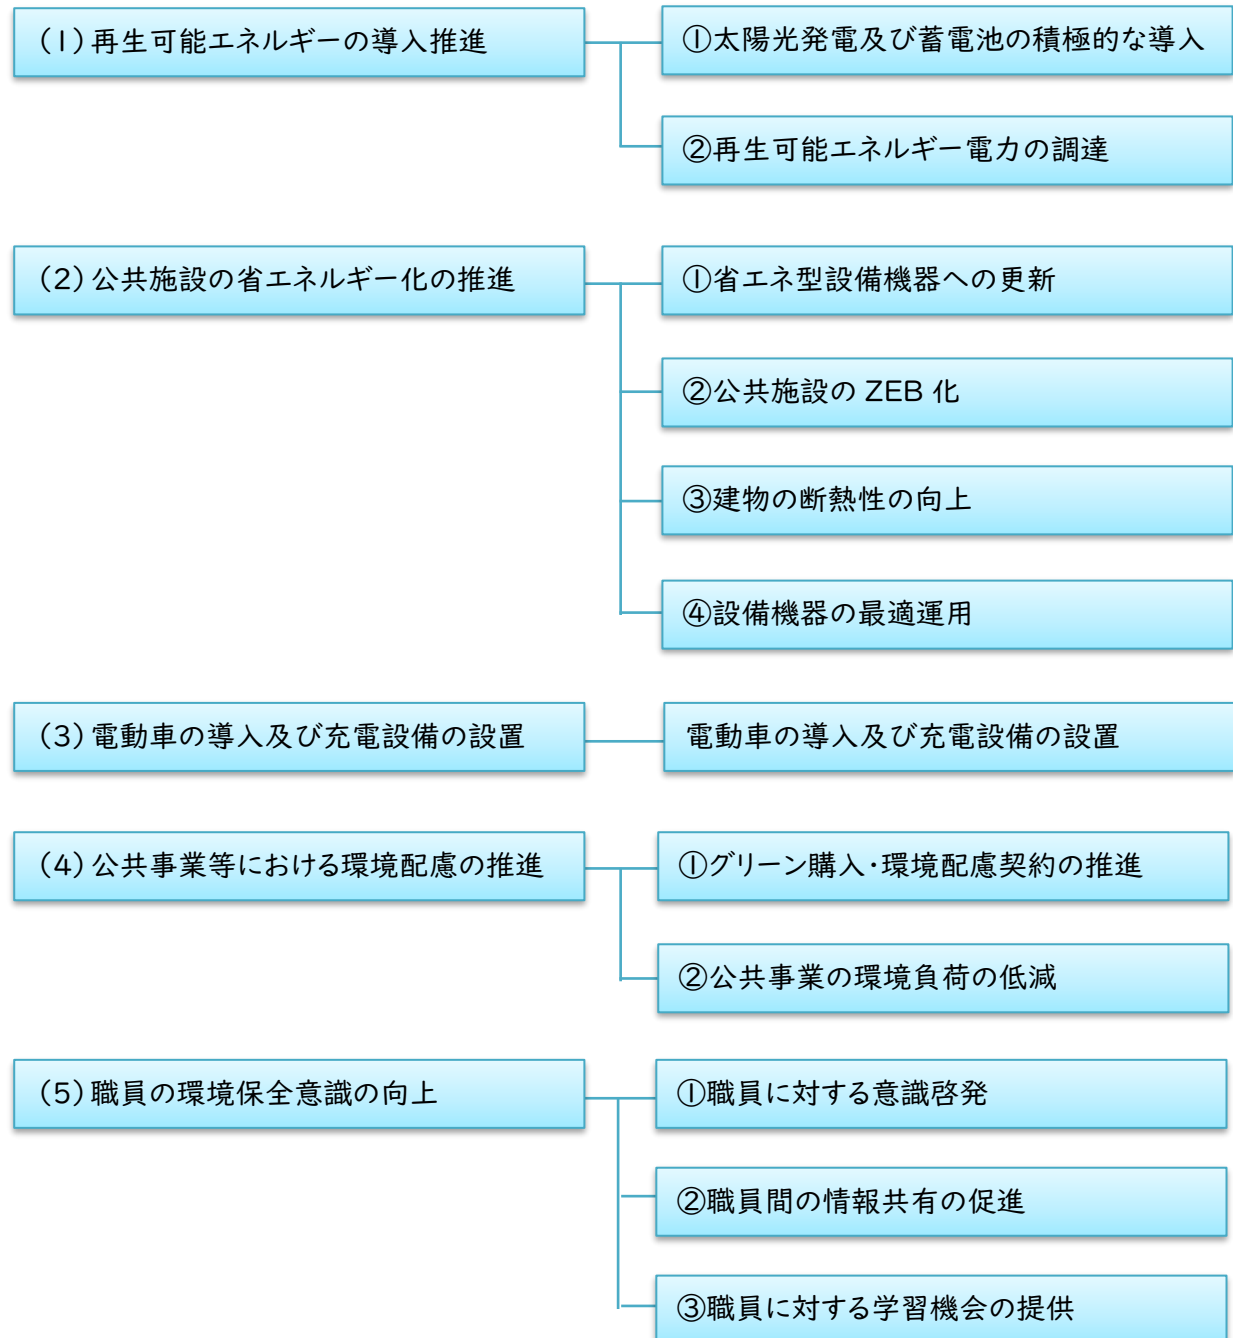 (1)再生可能エネルギーの導入推進
①太陽光発電及び蓄電池の積極的な導入
②再生可能エネルギー電力の調達
(2)公共施設の省エネルギー化の推進
①省エネ型設備機器への更新
②公共施設の ZEB 化
③建物の断熱性の向上
④設備機器の最適運用
(3)電動車の導入及び充電設備の設置
電動車の導入及び充電設備の設置
(4)公共事業等における環境配慮の推進
①グリーン購入・環境配慮契約の推進
②公共事業の環境負荷の低減
(5)職員の環境保全意識の向上
①職員に対する意識啓発
②職員間の情報共有の促進
③職員に対する学習機会の提供